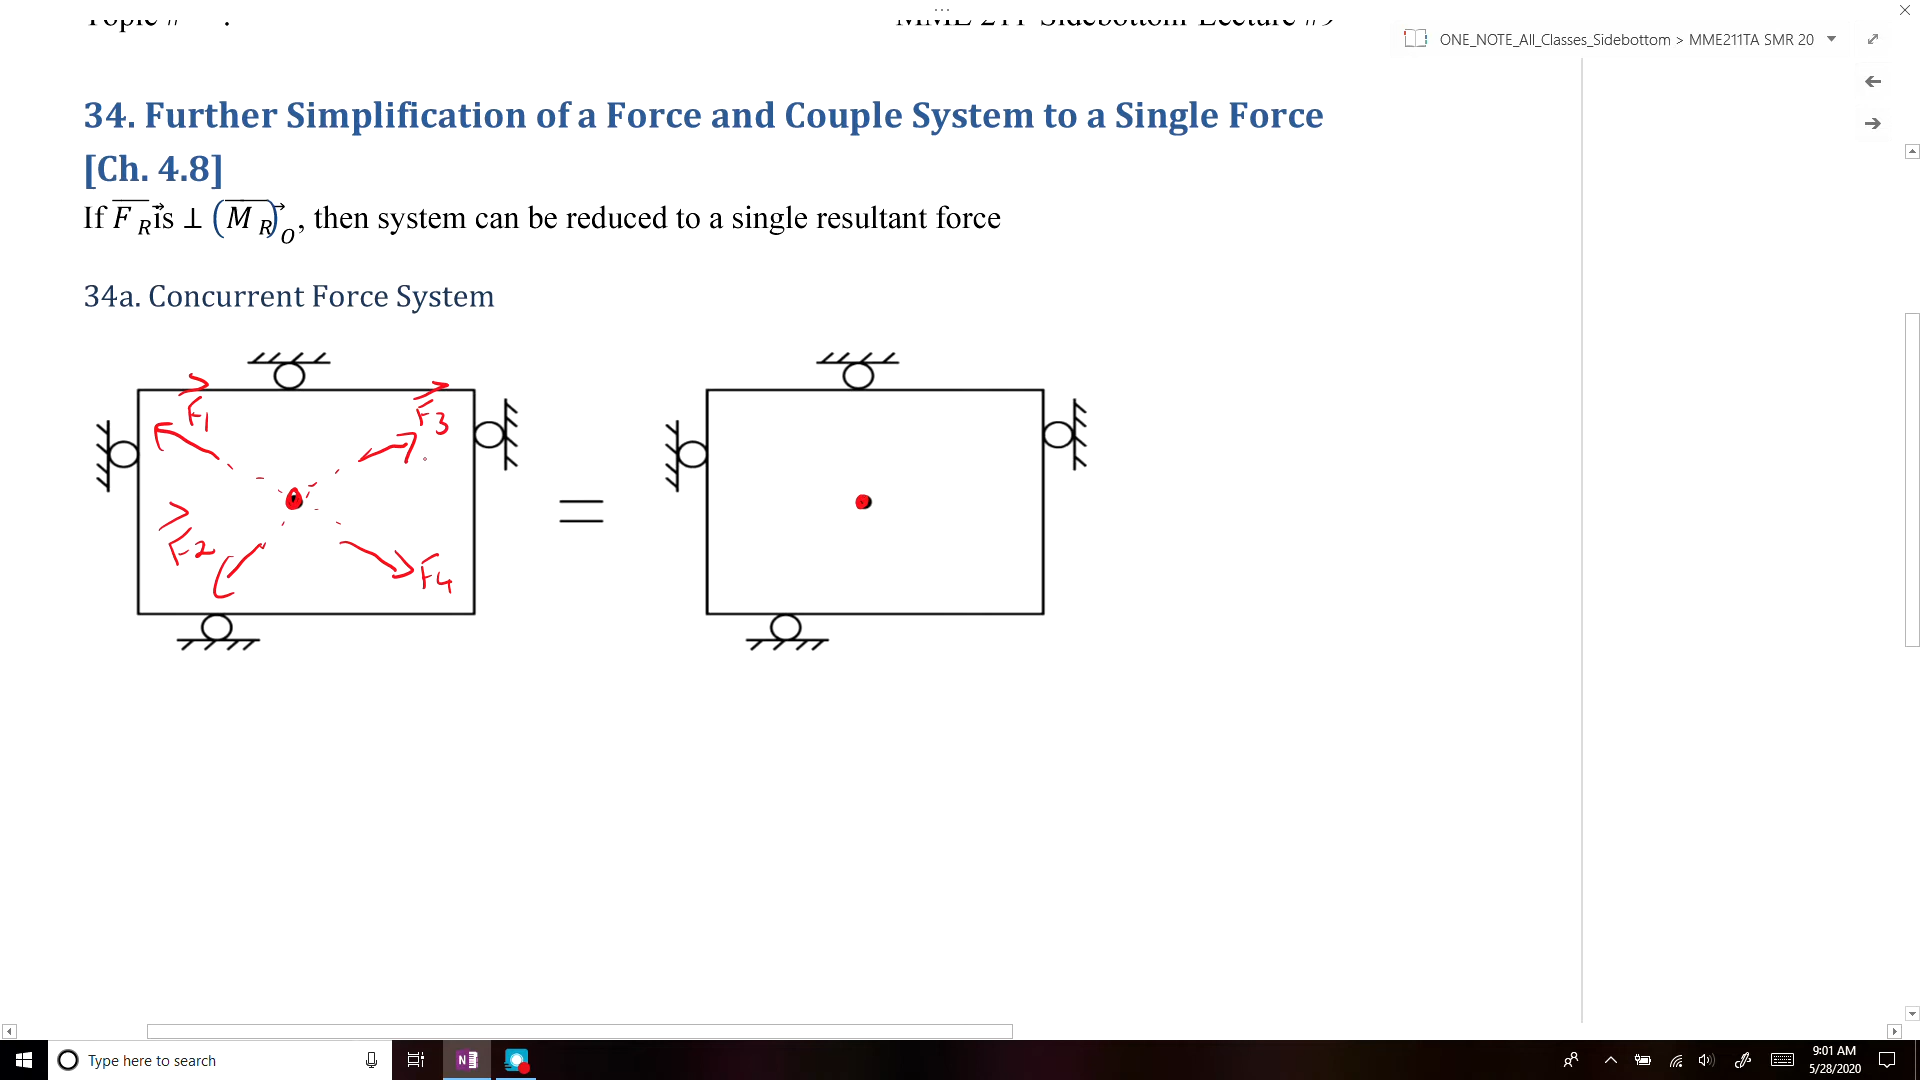 ONE_NOTE_All_Classes_Sidebottom > MME211TA SMR 20
34. Further Simplification of a Force and Couple System to a Single Force
[Ch. 4.8]
If F⃗_R is ⊥ (M⃗_R)_O, then system can be reduced to a single resultant force
34a. Concurrent Force System
F1
F3
F2
F4
=
Type here to search
N
9:01 AM
5/28/2020